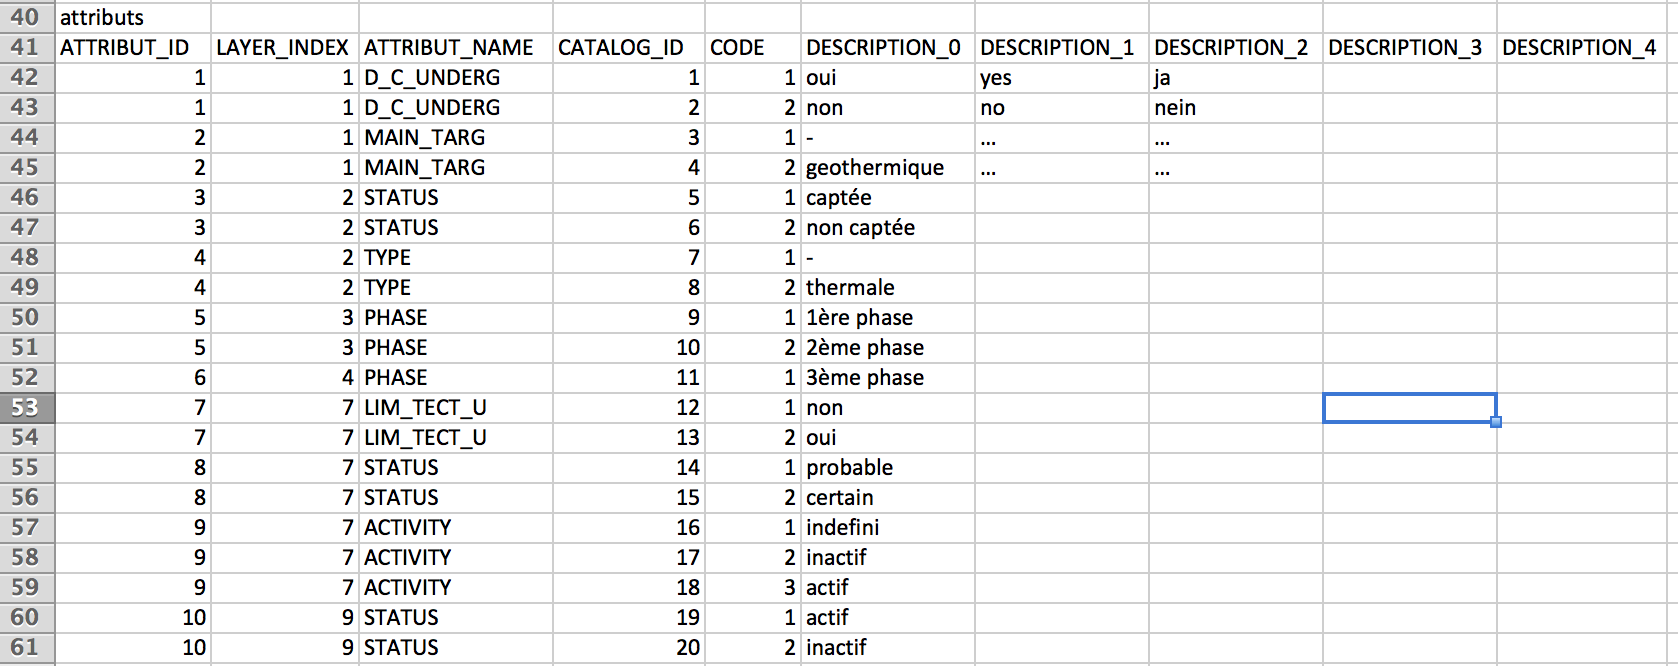 40 attributs
41 ATTRIBUT_ID LAYER_INDEX ATTRIBUT_NAME CATALOG_ID CODE DESCRIPTION_0 DESCRIPTION_1 DESCRIPTION_2 DESCRIPTION_3 DESCRIPTION_4
42 1 1 D_C_UNDERG 1 1 oui yes ja
43 1 1 D_C_UNDERG 2 2 non no nein
44 2 1 MAIN_TARG 3 1 - ... ...
45 2 1 MAIN_TARG 4 2 geothermique ... ...
46 3 2 STATUS 5 1 captée
47 3 2 STATUS 6 2 non captée
48 4 2 TYPE 7 1 -
49 4 2 TYPE 8 2 thermale
50 5 3 PHASE 9 1 1ère phase
51 5 3 PHASE 10 2 2ème phase
52 6 4 PHASE 11 1 3ème phase
53 7 7 LIM_TECT_U 12 1 non
54 7 7 LIM_TECT_U 13 2 oui
55 8 7 STATUS 14 1 probable
56 8 7 STATUS 15 2 certain
57 9 7 ACTIVITY 16 1 indefini
58 9 7 ACTIVITY 17 2 inactif
59 9 7 ACTIVITY 18 3 actif
60 10 9 STATUS 19 1 actif
61 10 9 STATUS 20 2 inactif